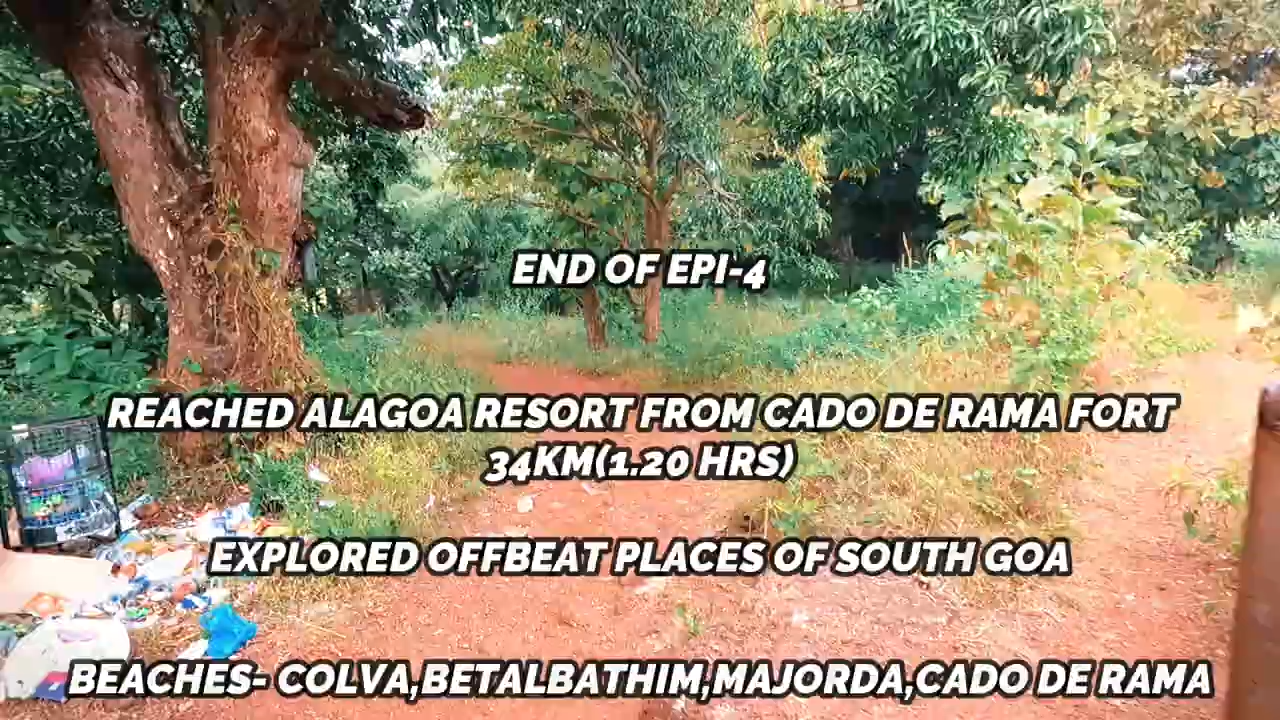 END OF EPI-4
REACHED ALAGOA RESORT FROM CADO DE RAMA FORT
34KM(1.20 HRS)
EXPLORED OFFBEAT PLACES OF SOUTH GOA
BEACHES- COLVA,BETALBATHIM,MAJORDA,CADO DE RAMA